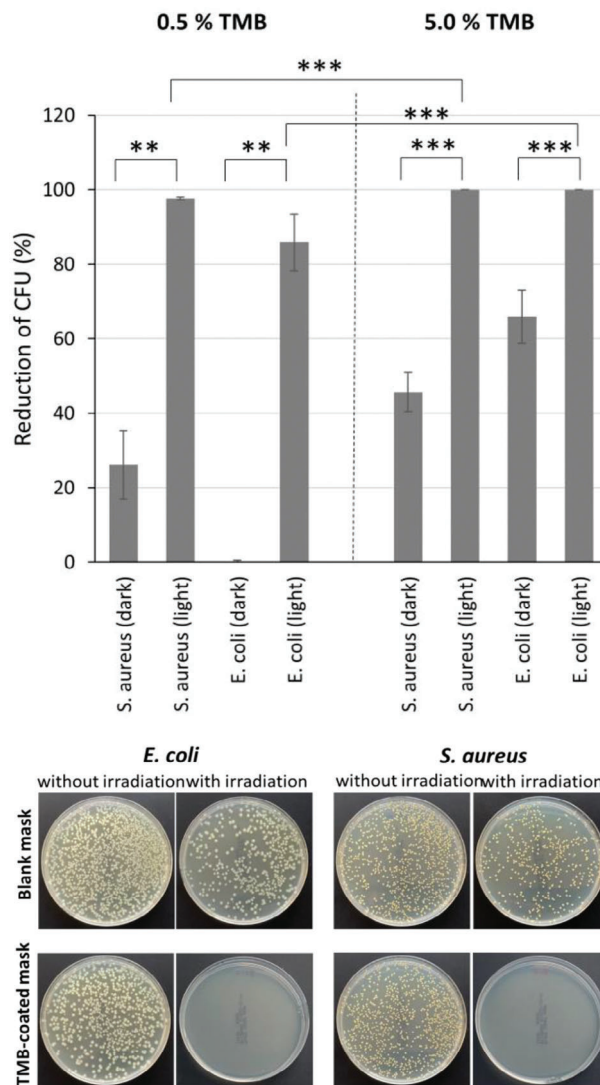 0.5 % TMB 5.0 % TMB
***
***
** ** *** ***
120
100
80
60
40
20
0
Reduction of CFU (%)
S. aureus (dark)
S. aureus (light)
E. coli (dark)
E. coli (light)
S. aureus (dark)
S. aureus (light)
E. coli (dark)
E. coli (light)
E. coli S. aureus
without irradiation with irradiation without irradiation with irradiation
Blank mask
TMB-coated mask